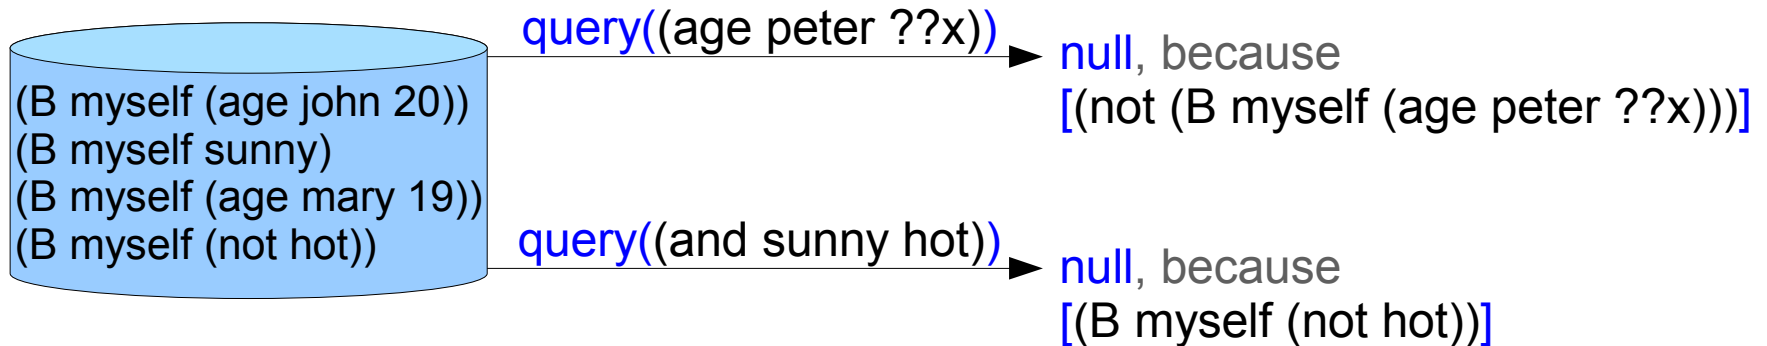 (B myself (age john 20))
(B myself sunny)
(B myself (age mary 19))
(B myself (not hot))
query((age peter ??x))
null, because
[(not (B myself (age peter ??x)))]
query((and sunny hot))
null, because
[(B myself (not hot))]